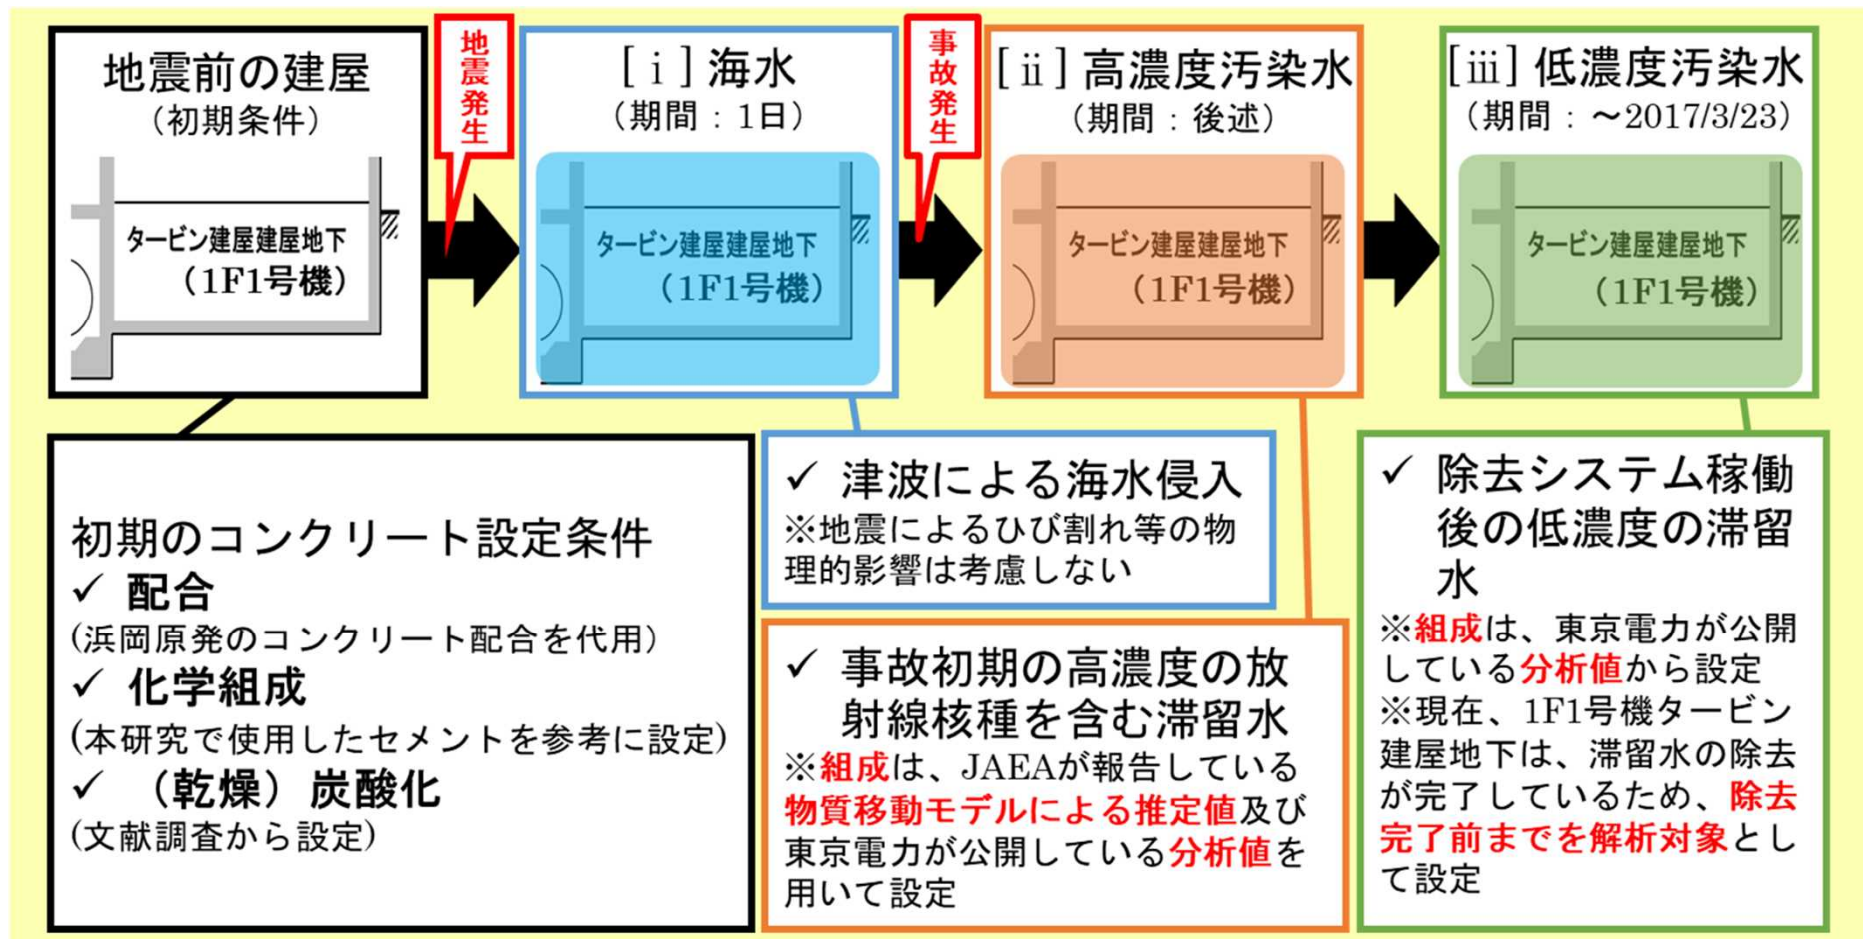 地震前の建屋
(初期条件)
タービン建屋建屋地下
(1F1号機)
地震発生
[ⅰ] 海水
(期間：1日)
タービン建屋建屋地下
(1F1号機)
事故発生
[ⅱ] 高濃度汚染水
(期間：後述)
タービン建屋建屋地下
(1F1号機)
[ⅲ] 低濃度汚染水
(期間：～2017/3/23)
タービン建屋建屋地下
(1F1号機)
初期のコンクリート設定条件
✓ 配合
(浜岡原発のコンクリート配合を代用)
✓ 化学組成
(本研究で使用したセメントを参考に設定)
✓ （乾燥）炭酸化
(文献調査から設定)
✓ 津波による海水侵入
※地震によるひび割れ等の物
理的影響は考慮しない
✓ 事故初期の高濃度の放
射線核種を含む滞留水
※組成は、JAEAが報告している
物質移動モデルによる推定値及び
東京電力が公開している分析値を
用いて設定
✓ 除去システム稼働
後の低濃度の滞留
水
※組成は、東京電力が公開
している分析値から設定
※現在、1F1号機タービン
建屋地下は、滞留水の除去
が完了しているため、除去
完了前までを解析対象とし
て設定